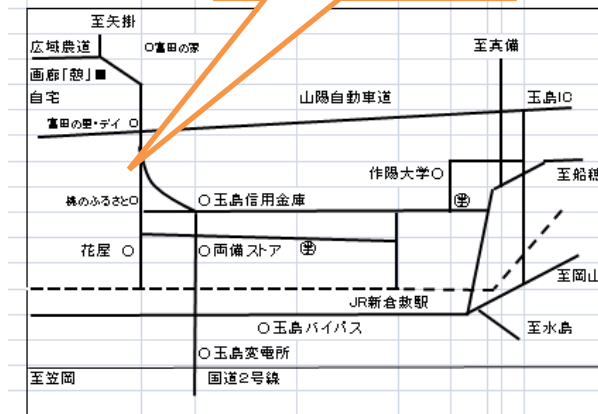 至矢掛
広域農道 ○富田の家 至真備
画廊「憩」■
自宅 山陽自動車道 玉島IC
富田の里・デイ ○
作陽大学○ 至船穂
桃のふるさと○ ○玉島信用金庫
花屋 ○ ○両備ストア
至岡山
JR新倉敷駅
○玉島バイパス 至水島
○玉島変電所
至笠岡 国道2号線